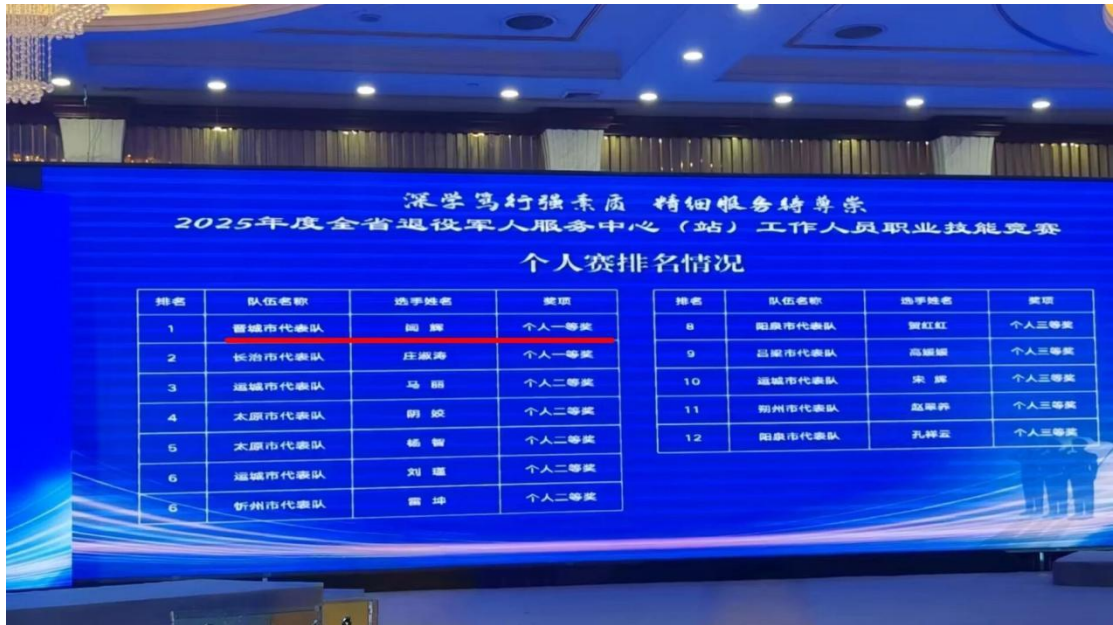 深学笃行强素质 精细服务铸尊崇
2025年度全省退役军人服务中心（站）工作人员职业技能竞赛
个人赛排名情况
排名 队伍名称 选手姓名 奖项
1 晋城市代表队 闫 辉 个人一等奖
2 长治市代表队 庄淑涛 个人一等奖
3 运城市代表队 马 丽 个人二等奖
4 太原市代表队 阴 姣 个人二等奖
5 太原市代表队 杨 智 个人二等奖
6 运城市代表队 刘 瑾 个人二等奖
6 忻州市代表队 雷 坤 个人二等奖
排名 队伍名称 选手姓名 奖项
8 阳泉市代表队 贺红红 个人三等奖
9 吕梁市代表队 高媛媛 个人三等奖
10 运城市代表队 宋 辉 个人三等奖
11 朔州市代表队 赵翠养 个人三等奖
12 阳泉市代表队 孔祥云 个人三等奖